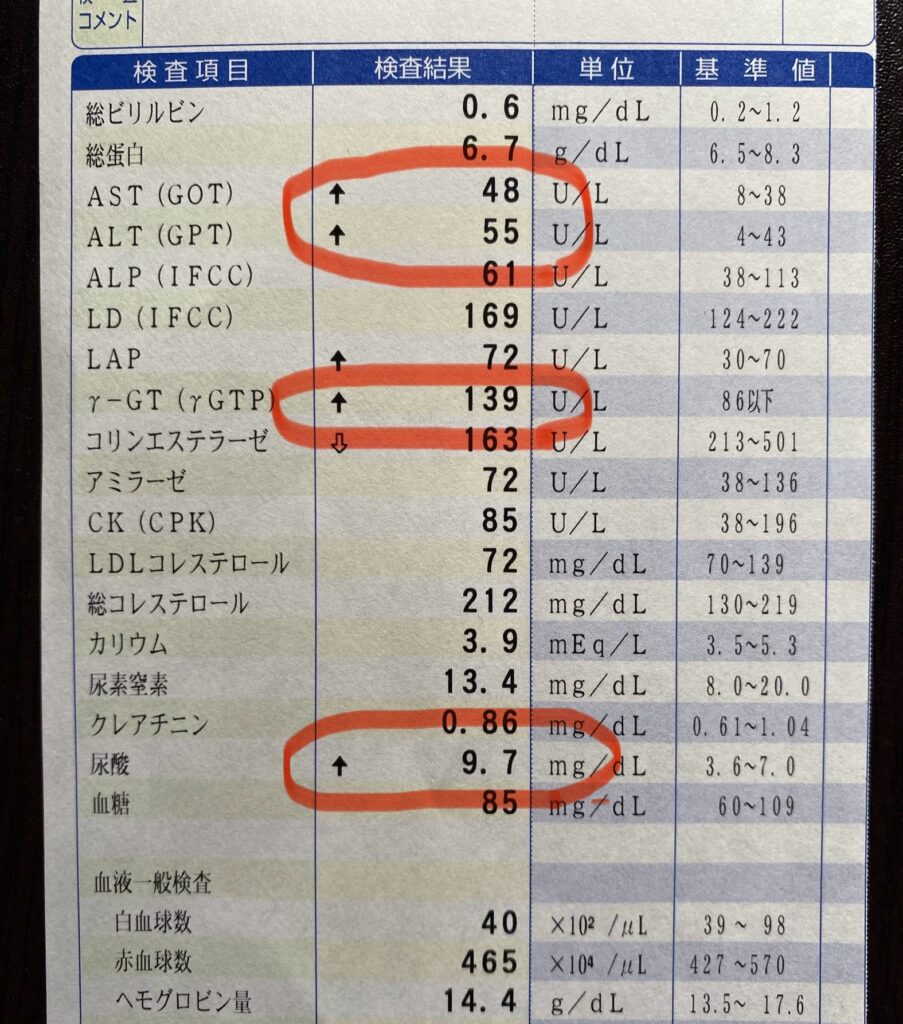 コメント
検査項目 検査結果 単位 基準値
総ビリルビン 0.6 mg/dL 0.2~1.2
総蛋白 6.7 g/dL 6.5~8.3
AST(GOT) ↑ 48 U/L 8~38
ALT(GPT) ↑ 55 U/L 4~43
ALP(IFCC) 61 U/L 38~113
LD(IFCC) 169 U/L 124~222
LAP ↑ 72 U/L 30~70
γ-GT(γGTP) ↑ 139 U/L 86以下
コリンエステラーゼ ⇩ 163 U/L 213~501
アミラーゼ 72 U/L 38~136
CK(CPK) 85 U/L 38~196
LDLコレステロール 72 mg/dL 70~139
総コレステロール 212 mg/dL 130~219
カリウム 3.9 mEq/L 3.5~5.3
尿素窒素 13.4 mg/dL 8.0~20.0
クレアチニン 0.86 mg/dL 0.61~1.04
尿酸 ↑ 9.7 mg/dL 3.6~7.0
血糖 85 mg/dL 60~109
血液一般検査
白血球数 40 ×10² /μL 39~98
赤血球数 465 ×10⁴ /μL 427~570
ヘモグロビン量 14.4 g/dL 13.5~17.6